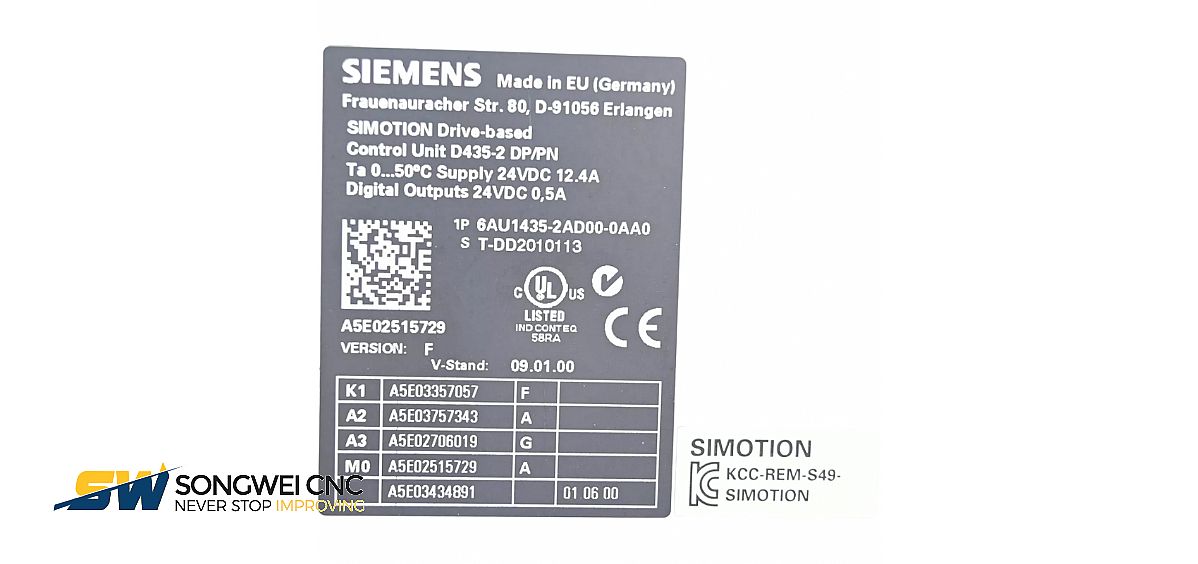 SIEMENS Made in EU (Germany)
Frauenauracher Str. 80, D-91056 Erlangen
SIMOTION Drive-based
Control Unit D435-2 DP/PN
Ta 0...50ºC Supply 24VDC 12.4A
Digital Outputs 24VDC 0,5A
1P 6AU1435-2AD00-0AA0
S T-DD2010113
C UL US
LISTED
IND CONT EQ
58RA
CE
A5E02515729
VERSION: F
V-Stand: 09.01.00
K1 A5E03357057 F
A2 A5E03757343 A
A3 A5E02706019 G
M0 A5E02515729 A
A5E03434891 01 06 00
SIMOTION
KCC-REM-S49-
SIMOTION
SW SONGWEI CNC
NEVER STOP IMPROVING